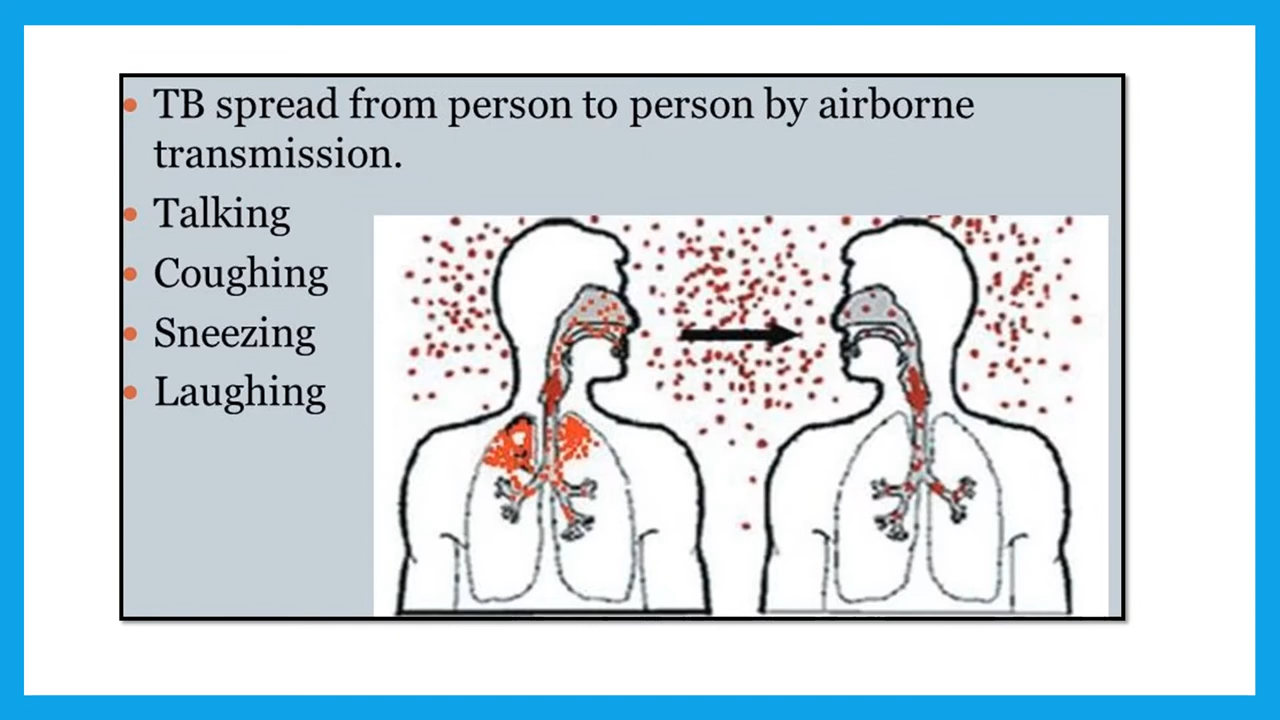 • TB spread from person to person by airborne
transmission.
• Talking
• Coughing
• Sneezing
• Laughing